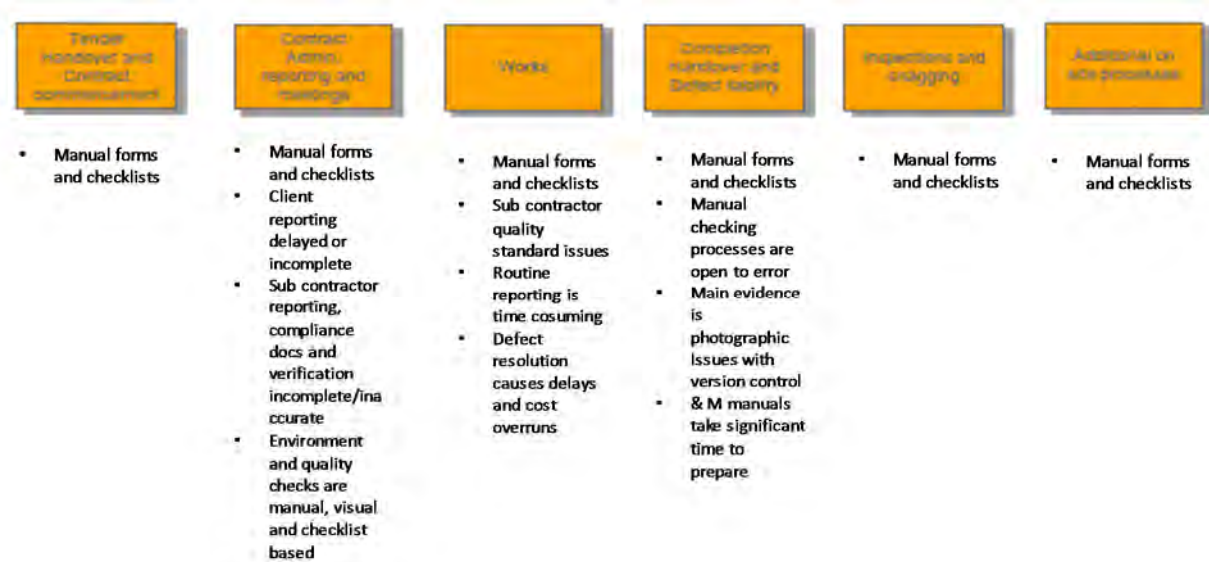 Tender
Handover and
Contract
commencement
• Manual forms
and checklists
Contract
Admin,
reporting and
meetings
• Manual forms
and checklists
• Client
reporting
delayed or
incomplete
• Sub contractor
reporting,
compliance
docs and
verification
incomplete/ina
ccurate
• Environment
and quality
checks are
manual, visual
and checklist
based
Works
• Manual forms
and checklists
• Sub contractor
quality
standard issues
• Routine
reporting is
time cosuming
• Defect
resolution
causes delays
and cost
overruns
Completion
Handover and
Defect liability
• Manual forms
and checklists
• Manual
checking
processes are
open to error
• Main evidence
is
photographic
Issues with
version control
• & M manuals
take significant
time to
prepare
Inspections and
snagging
• Manual forms
and checklists
Additional on
site procedures
• Manual forms
and checklists